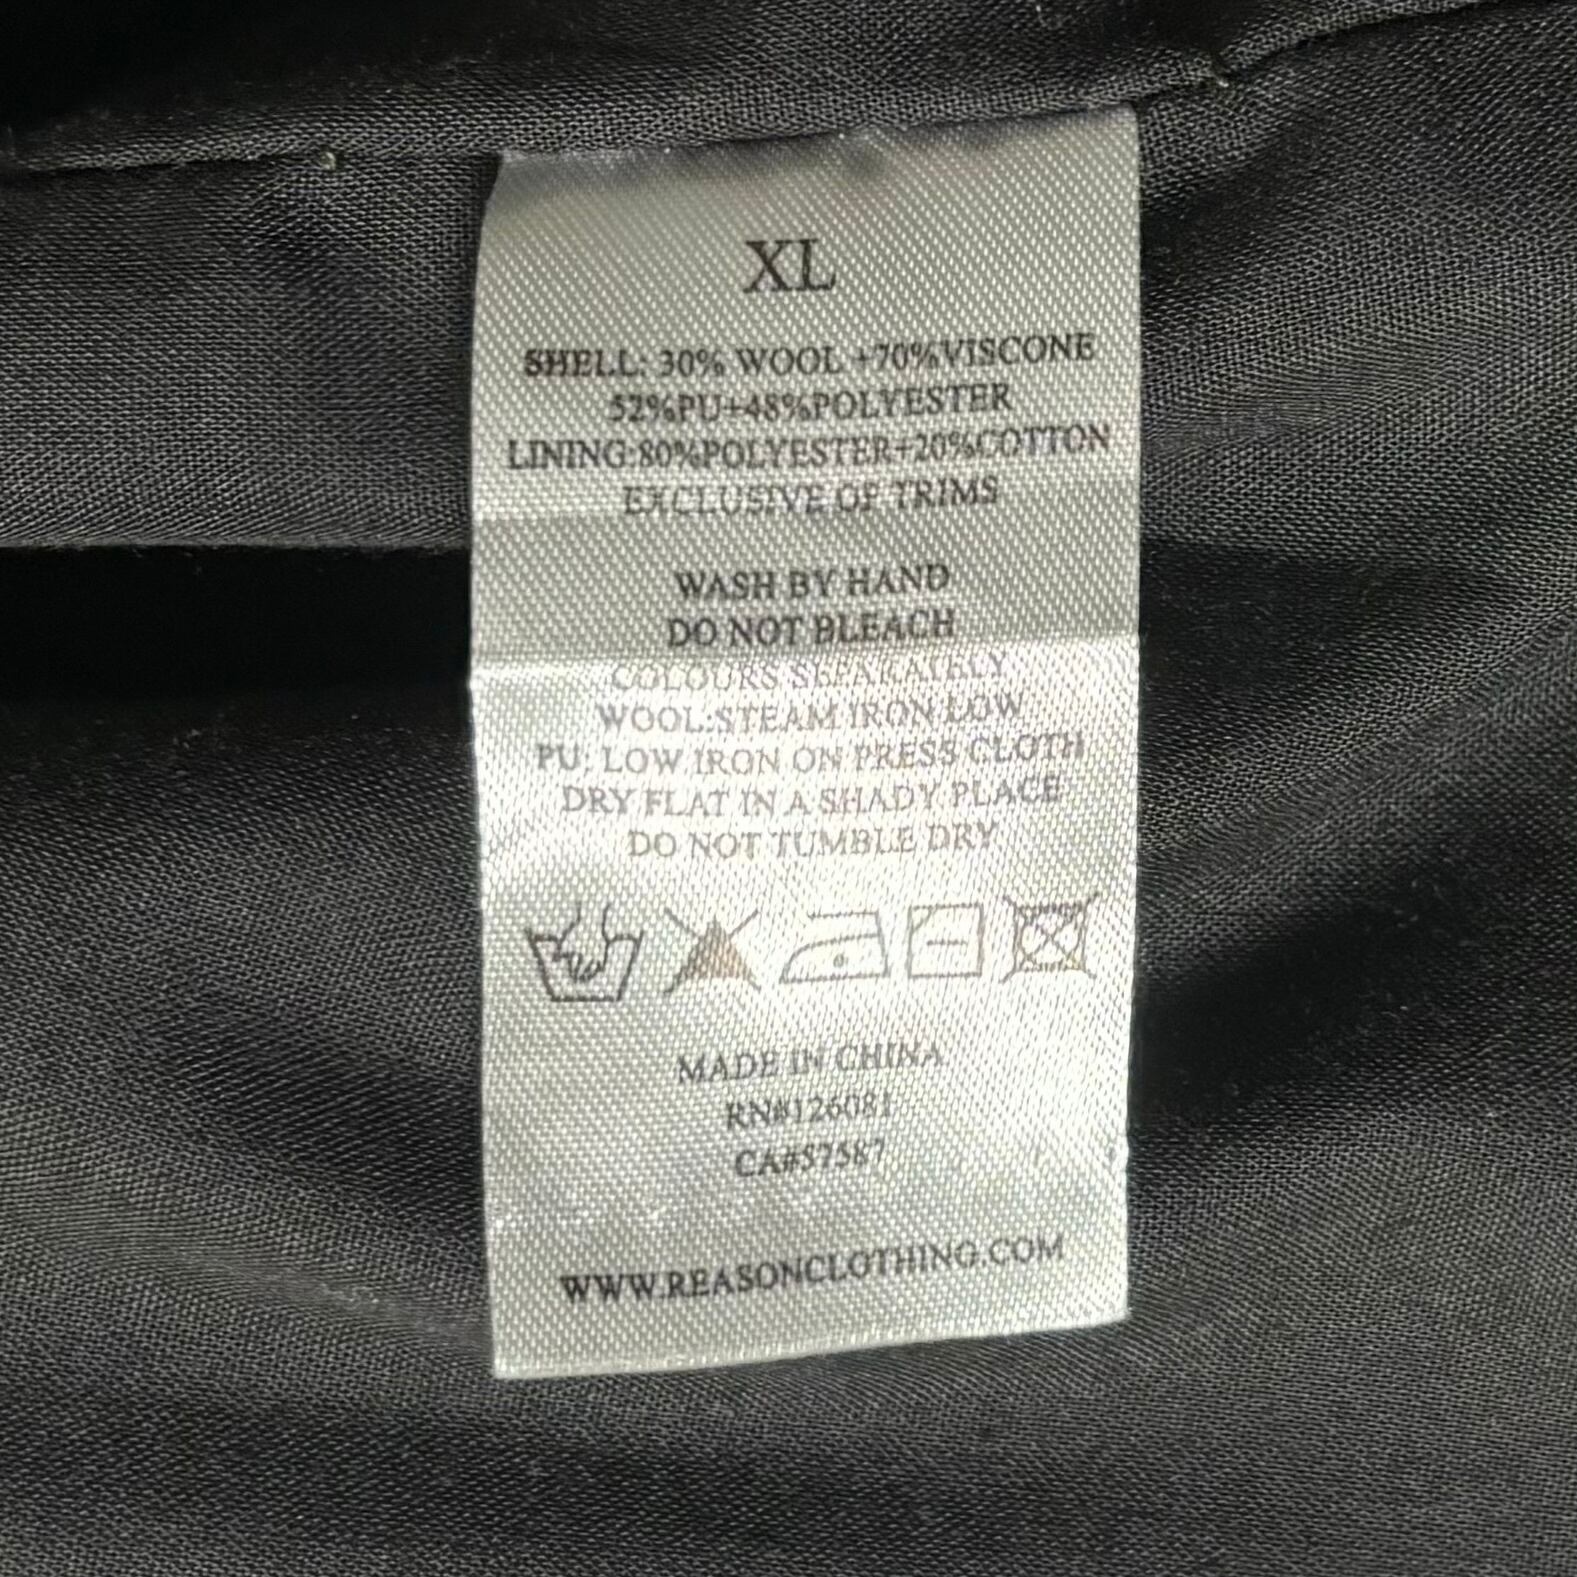 XL
SHELL: 30% WOOL +70%VISCONE
52%PU+48%POLYESTER
LINING:80%POLYESTER+20%COTTON
EXCLUSIVE OF TRIMS
WASH BY HAND
DO NOT BLEACH
COLOURS SEPARATELY
WOOL:STEAM IRON LOW
PU: LOW IRON ON PRESS CLOTH
DRY FLAT IN A SHADY PLACE
DO NOT TUMBLE DRY
MADE IN CHINA
RN#126081
CA#57587
WWW.REASONCLOTHING.COM